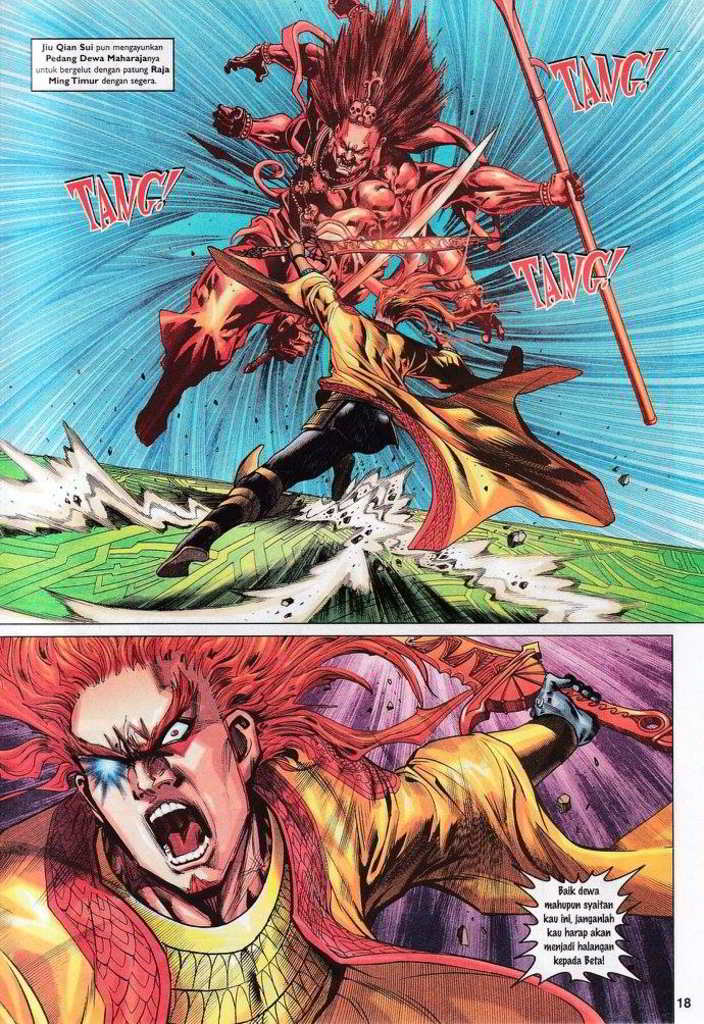 Jiu Qian Sui pun mengayunkan
Pedang Dewa Maharajanya
untuk bergelut dengan patung Raja
Ming Timur dengan segera.
TANG!
TANG!
TANG!
Baik dewa
mahupun syaitan
kau ini, janganlah
kau harap akan
menjadi halangan
kepada Beta!
18